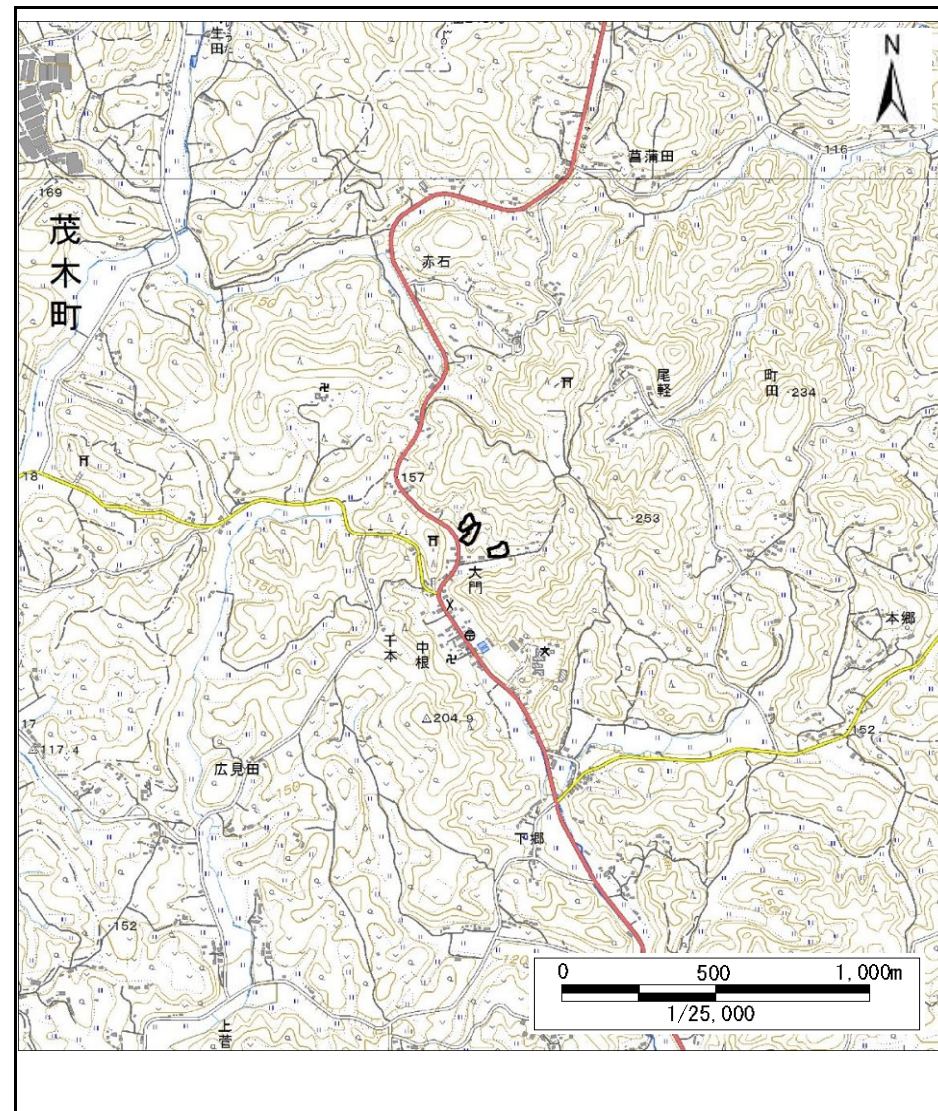 生田
N
菖蒲田
116
169
茂木町
赤石
尾軽
町田
・234
18
157
・253
大門
本郷
千本
中根
△204.9
152
17
△117.4
広見田
150
下郷
・152
120
上菅
0 500 1,000m
1/25,000